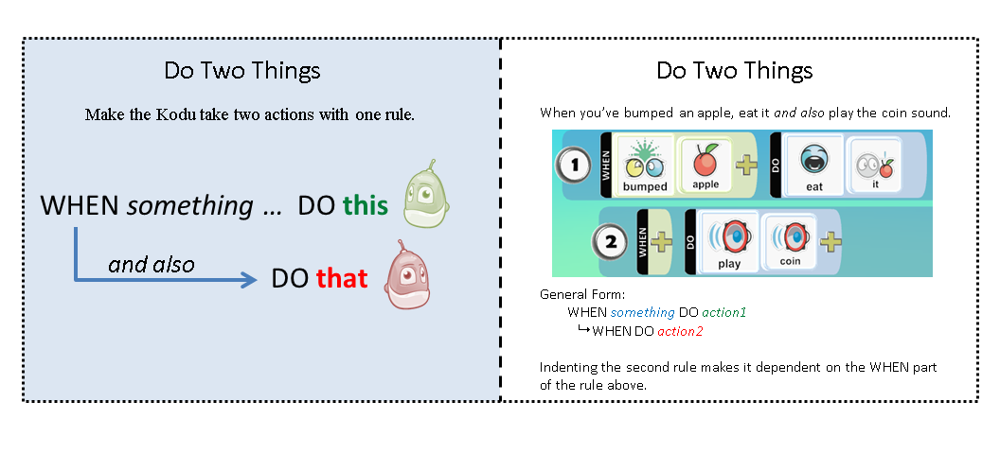 Do Two Things
Make the Kodu take two actions with one rule.
WHEN something … DO this
and also
DO that
Do Two Things
When you’ve bumped an apple, eat it and also play the coin sound.
1 WHEN bumped apple DO eat it
2 WHEN DO play coin
General Form:
WHEN something DO action1
WHEN DO action2
Indenting the second rule makes it dependent on the WHEN part
of the rule above.